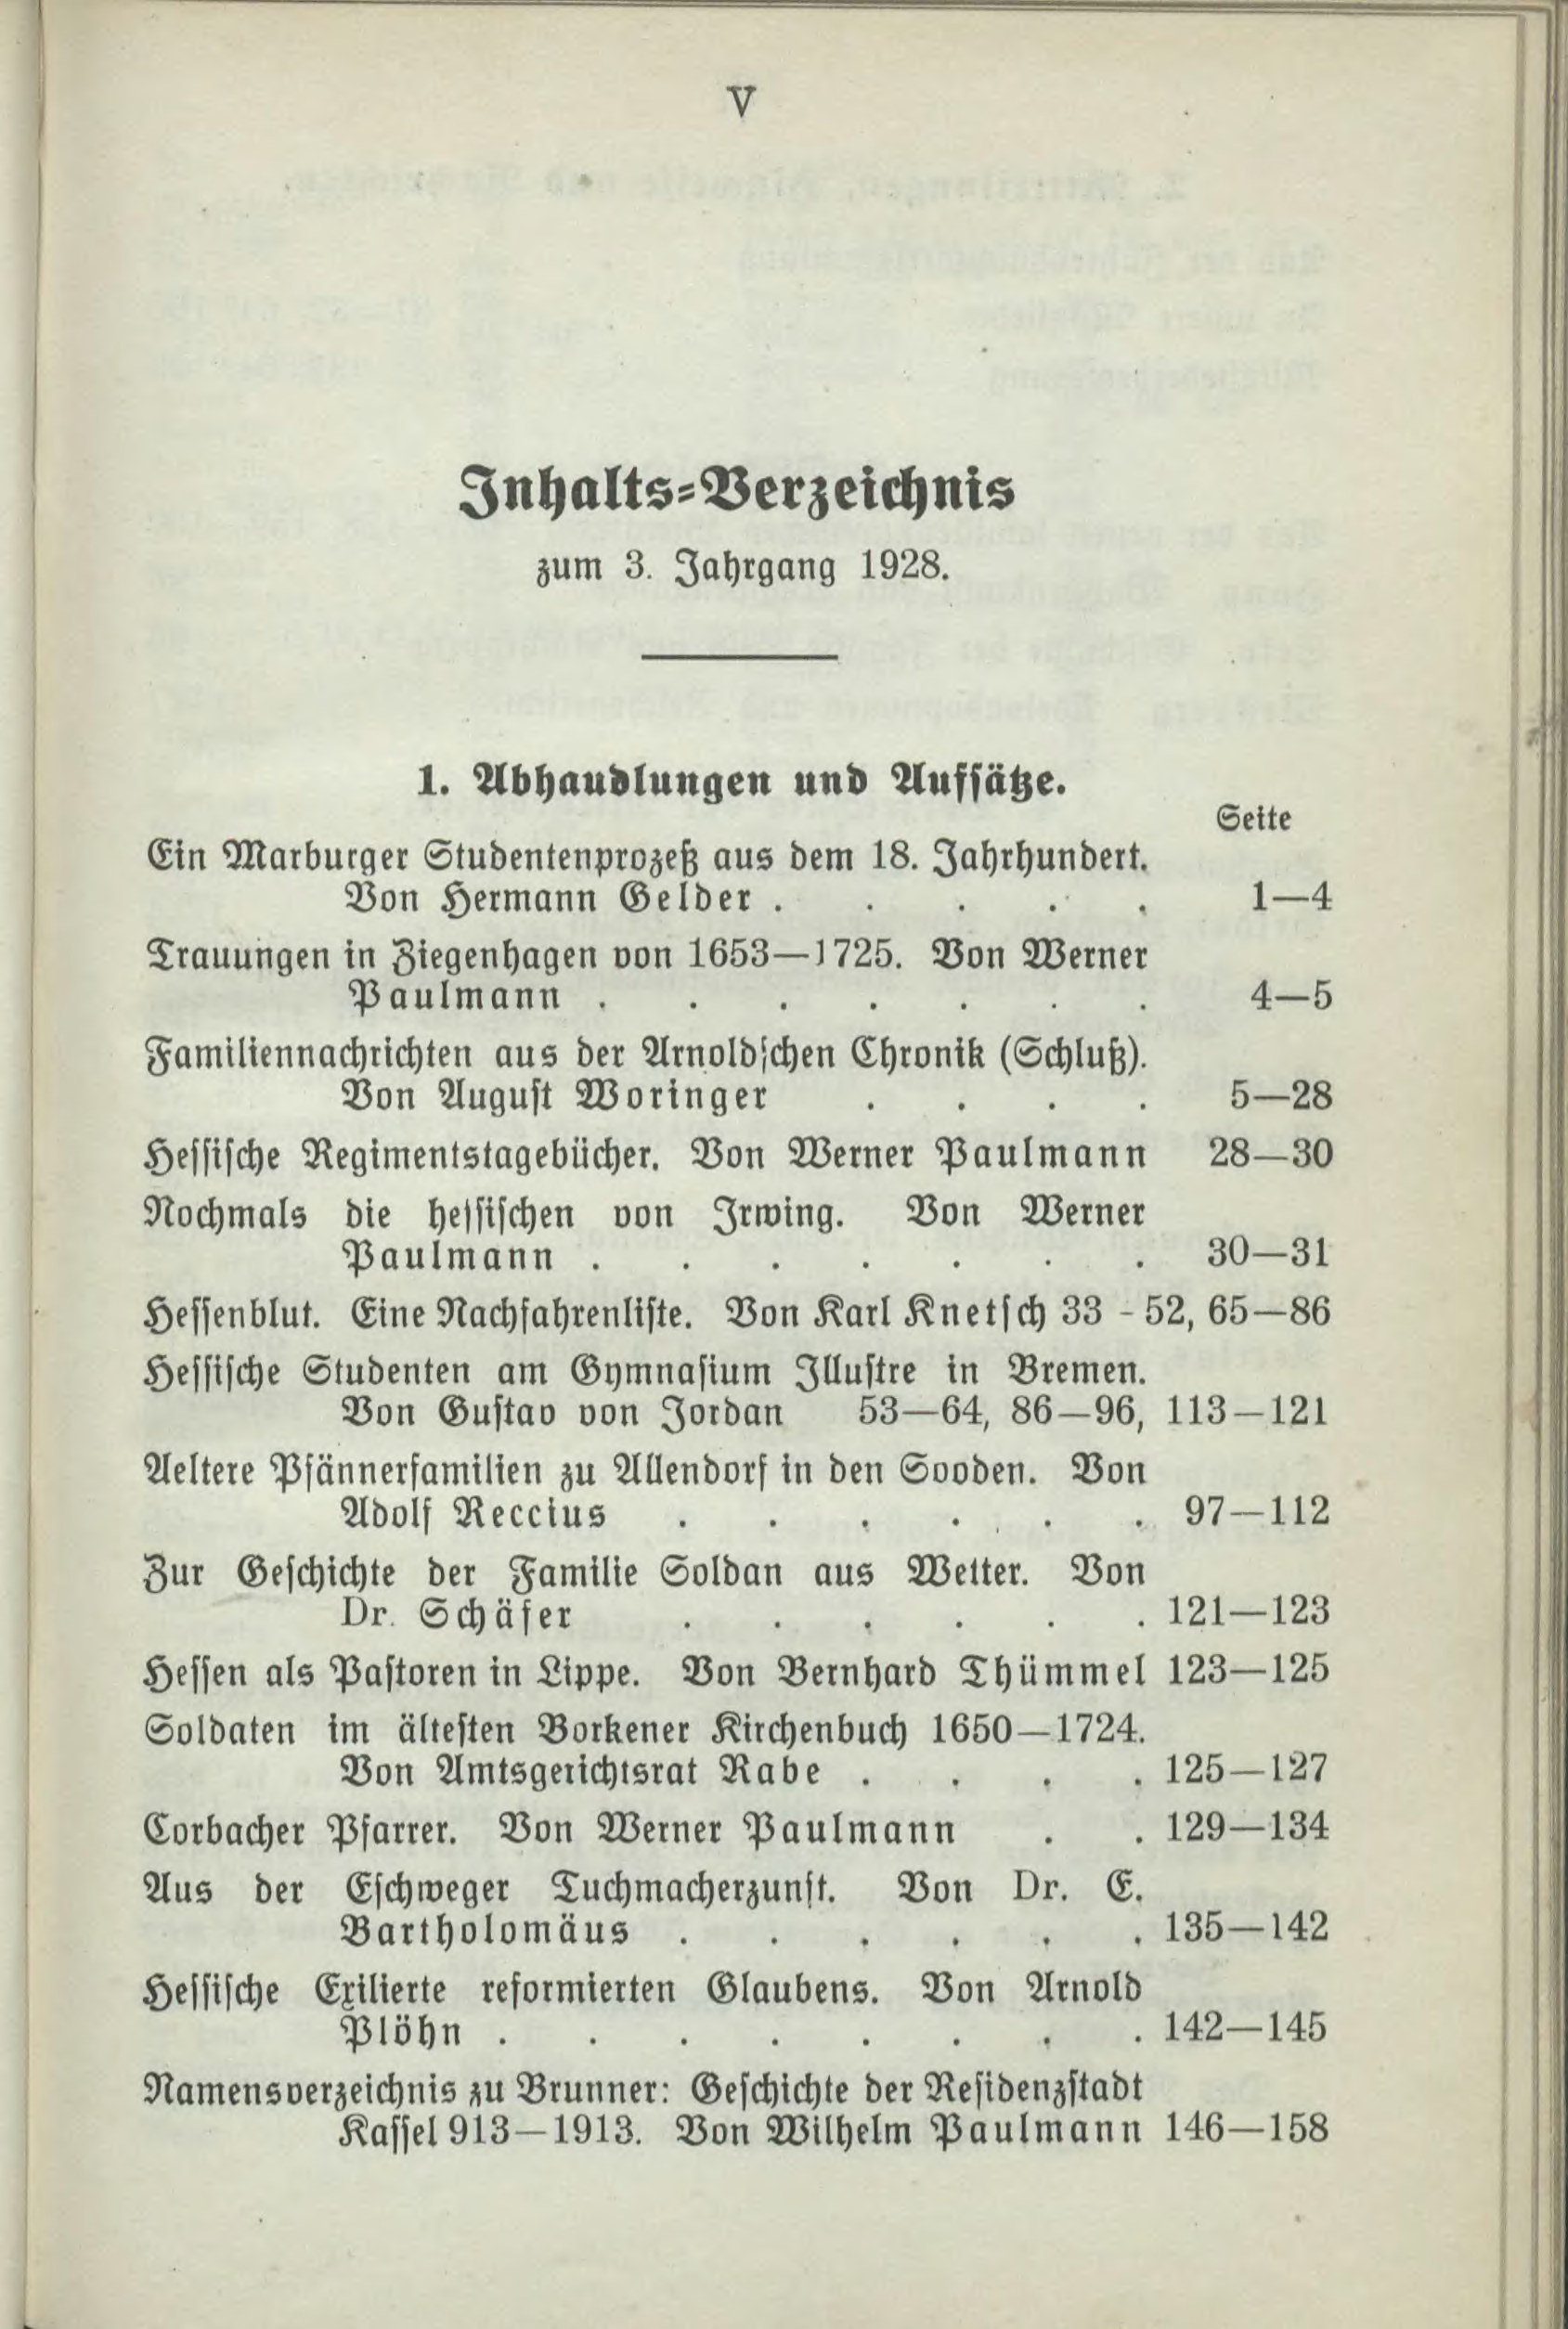 V
Inhalts-Verzeichnis
zum 3. Jahrgang 1928.
1. Abhaudlungen und Aufsätze.
Seite
Ein Marburger Studentenprozeß aus dem 18. Jahrhundert.
Von Hermann Gelder . . . . . 1—4
Trauungen in Ziegenhagen von 1653—1725. Von Werner
Paulmann . . . . . . . 4—5
Familiennachrichten aus der Arnoldschen Chronik (Schluß).
Von August Woringer . . . . 5—28
Hessische Regimentstagebücher. Von Werner Paulmann 28—30
Nochmals die hessischen von Irwing. Von Werner
Paulmann . . . . . . . 30—31
Hessenblut. Eine Nachfahrenliste. Von Karl Knetsch 33-52, 65—86
Hessische Studenten am Gymnasium Illustre in Bremen.
Von Gustav von Jordan 53—64, 86—96, 113—121
Aeltere Pfännerfamilien zu Allendorf in den Sooden. Von
Adolf Reccius . . . . . . 97—112
Zur Geschichte der Familie Soldan aus Wetter. Von
Dr. Schäfer . . . . . . 121—123
Hessen als Pastoren in Lippe. Von Bernhard Thümmel 123—125
Soldaten im ältesten Borkener Kirchenbuch 1650—1724.
Von Amtsgerichtsrat Rabe . . . . 125—127
Corbacher Pfarrer. Von Werner Paulmann . . 129—134
Aus der Eschweger Tuchmacherzunft. Von Dr. E.
Bartholomäus . . . . . . 135—142
Hessische Exilierte reformierten Glaubens. Von Arnold
Plöhn . . . . . . . . 142—145
Namensverzeichnis zu Brunner: Geschichte der Residenzstadt
Kassel 913—1913. Von Wilhelm Paulmann 146—158